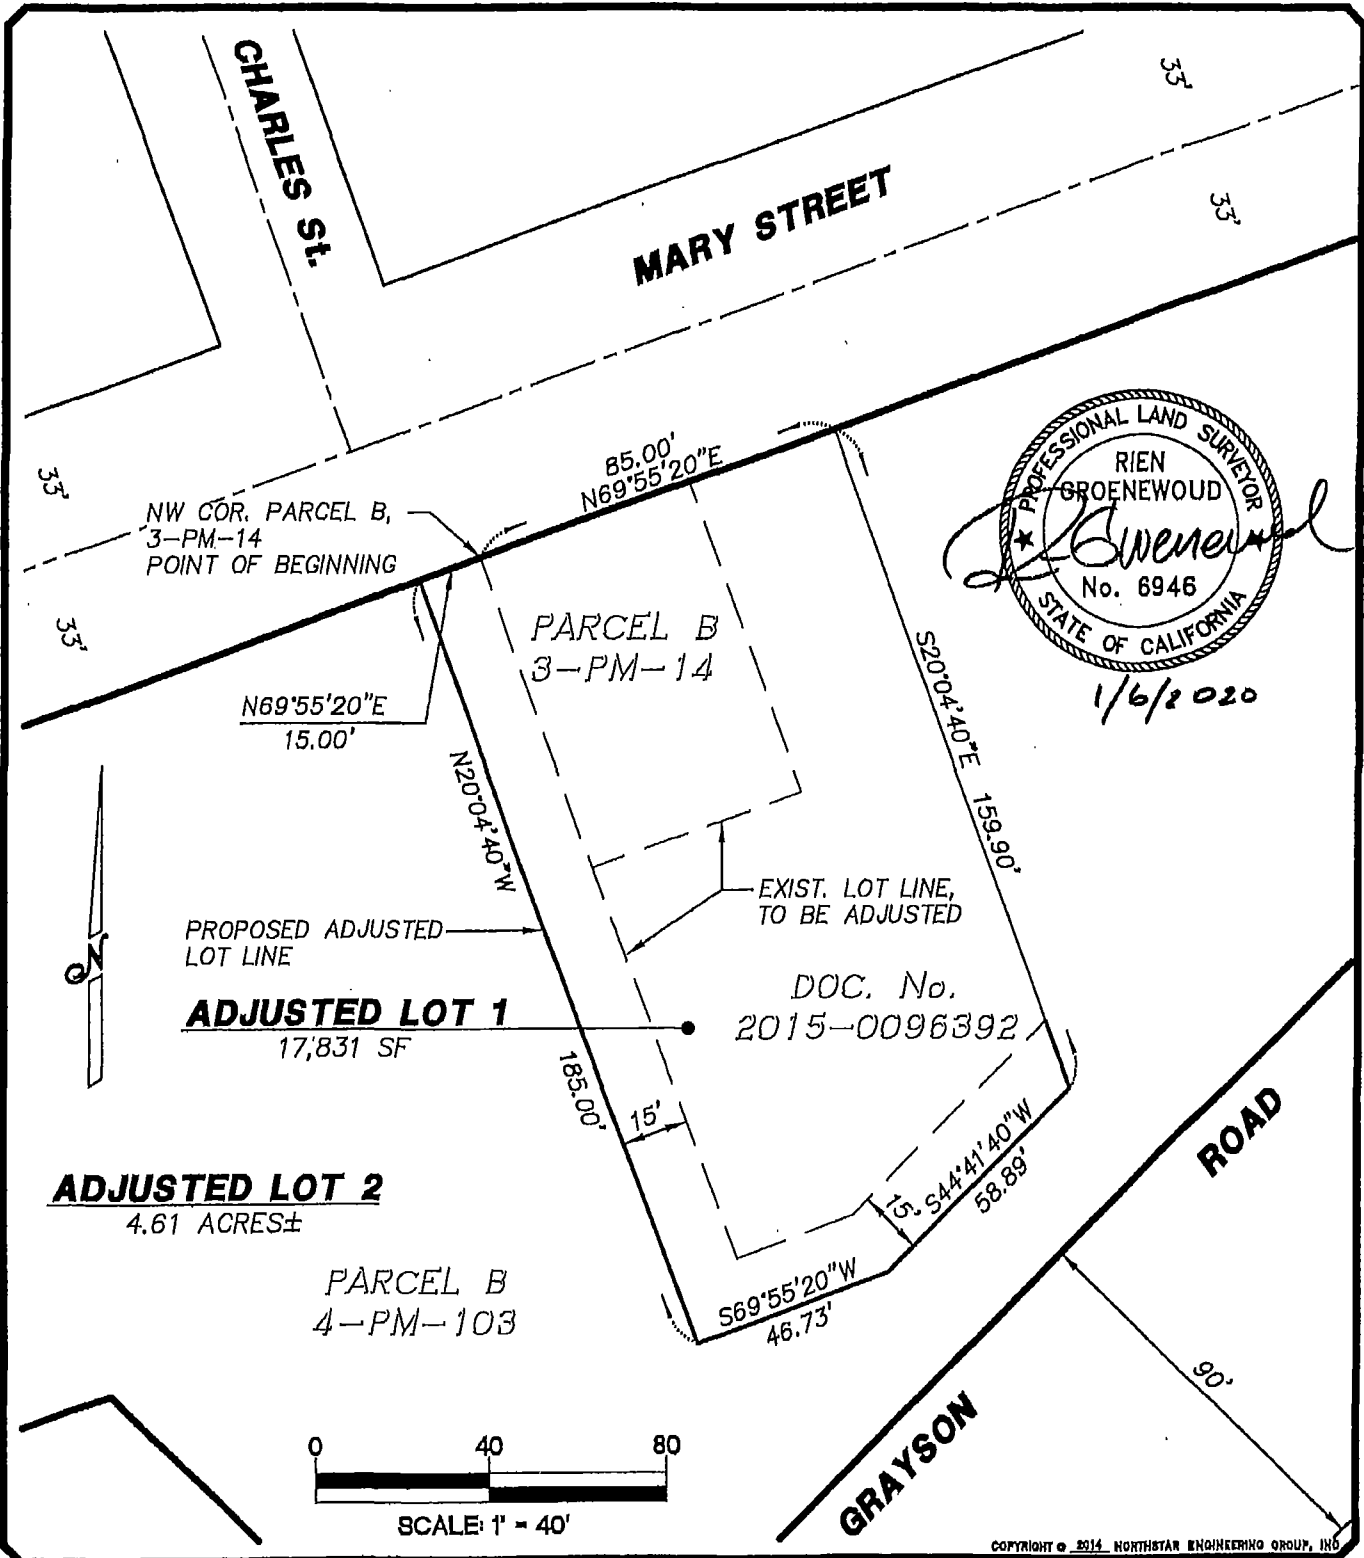 CHARLES St.
MARY STREET
33'
33'
33'
33'
85.00'
N69°55'20"E
NW COR. PARCEL B,
3-PM-14
POINT OF BEGINNING
PROFESSIONAL LAND SURVEYOR
RIEN
GROENEWOUD
No. 6946
STATE OF CALIFORNIA
1/6/2020
PARCEL B
3-PM-14
N69°55'20"E
15.00'
N20°04'40"W
S20°04'40"E 159.90'
EXIST. LOT LINE,
TO BE ADJUSTED
PROPOSED ADJUSTED
LOT LINE
N
ADJUSTED LOT 1
17,831 SF
DOC. No.
2015-0096392
185.00'
15'
15'
S44°41'40"W
58.89'
ADJUSTED LOT 2
4.61 ACRES±
PARCEL B
4-PM-103
S69°55'20"W
46.73'
GRAYSON ROAD
90'
0 40 80
SCALE: 1" = 40'
COPYRIGHT © 2014 NORTHSTAR ENGINEERING GROUP, INC